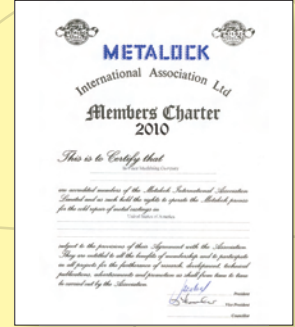 METALOCK
International Association Ltd
Members Charter
2010
This is to Certify that
are accredited members of the Metalock International Association
Limited and as such hold the rights to operate the Metalock process
for the cold repair of metal castings in
United States of America
subject to the provisions of their Agreement with the Association.
They are entitled to all the benefits of membership and to participate
in all projects for the furtherance of research development, technical
publications, advertisements and promotion as shall from time to time
be carried out by the Association.
President
Vice-President
Councillor